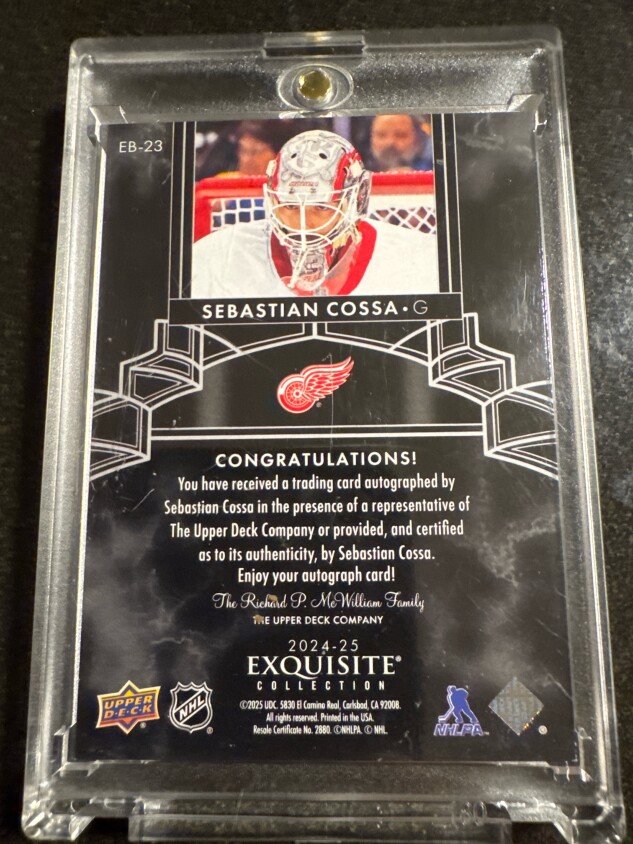 EB-23
SEBASTIAN COSSA • G
CONGRATULATIONS!
You have received a trading card autographed by
Sebastian Cossa in the presence of a representative of
The Upper Deck Company or provided, and certified
as to its authenticity, by Sebastian Cossa.
Enjoy your autograph card!
The Richard P. McWilliam Family
THE UPPER DECK COMPANY
2024-25
EXQUISITE®
COLLECTION
UPPER
D·E·C·K ®
NHL ®
©2025 UDC. 5830 El Camino Real, Carlsbad, CA 92008.
All rights reserved. Printed in the USA.
Resale Certificate No. 2880. ©NHLPA. © NHL.
NHLPA
®